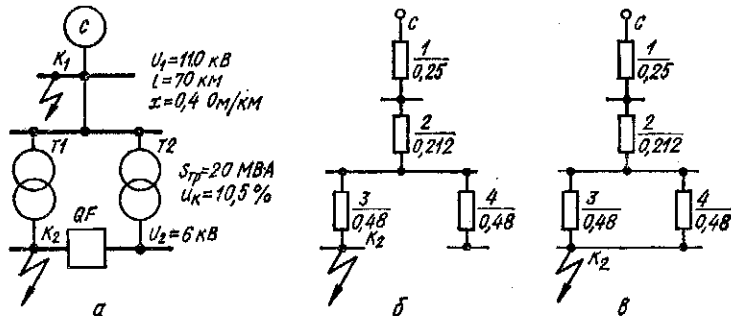 C
K₁
U₁=110 кВ
l=70 км
x=0,4 Ом/км
T1
T2
Sтр=20 МВА
Uк=10,5 %
QF
K₂
U₂=6 кВ
а
C
1
0,25
2
0,212
3
0,48
4
0,48
K₂
б
C
1
0,25
2
0,212
3
0,48
4
0,48
K₂
в